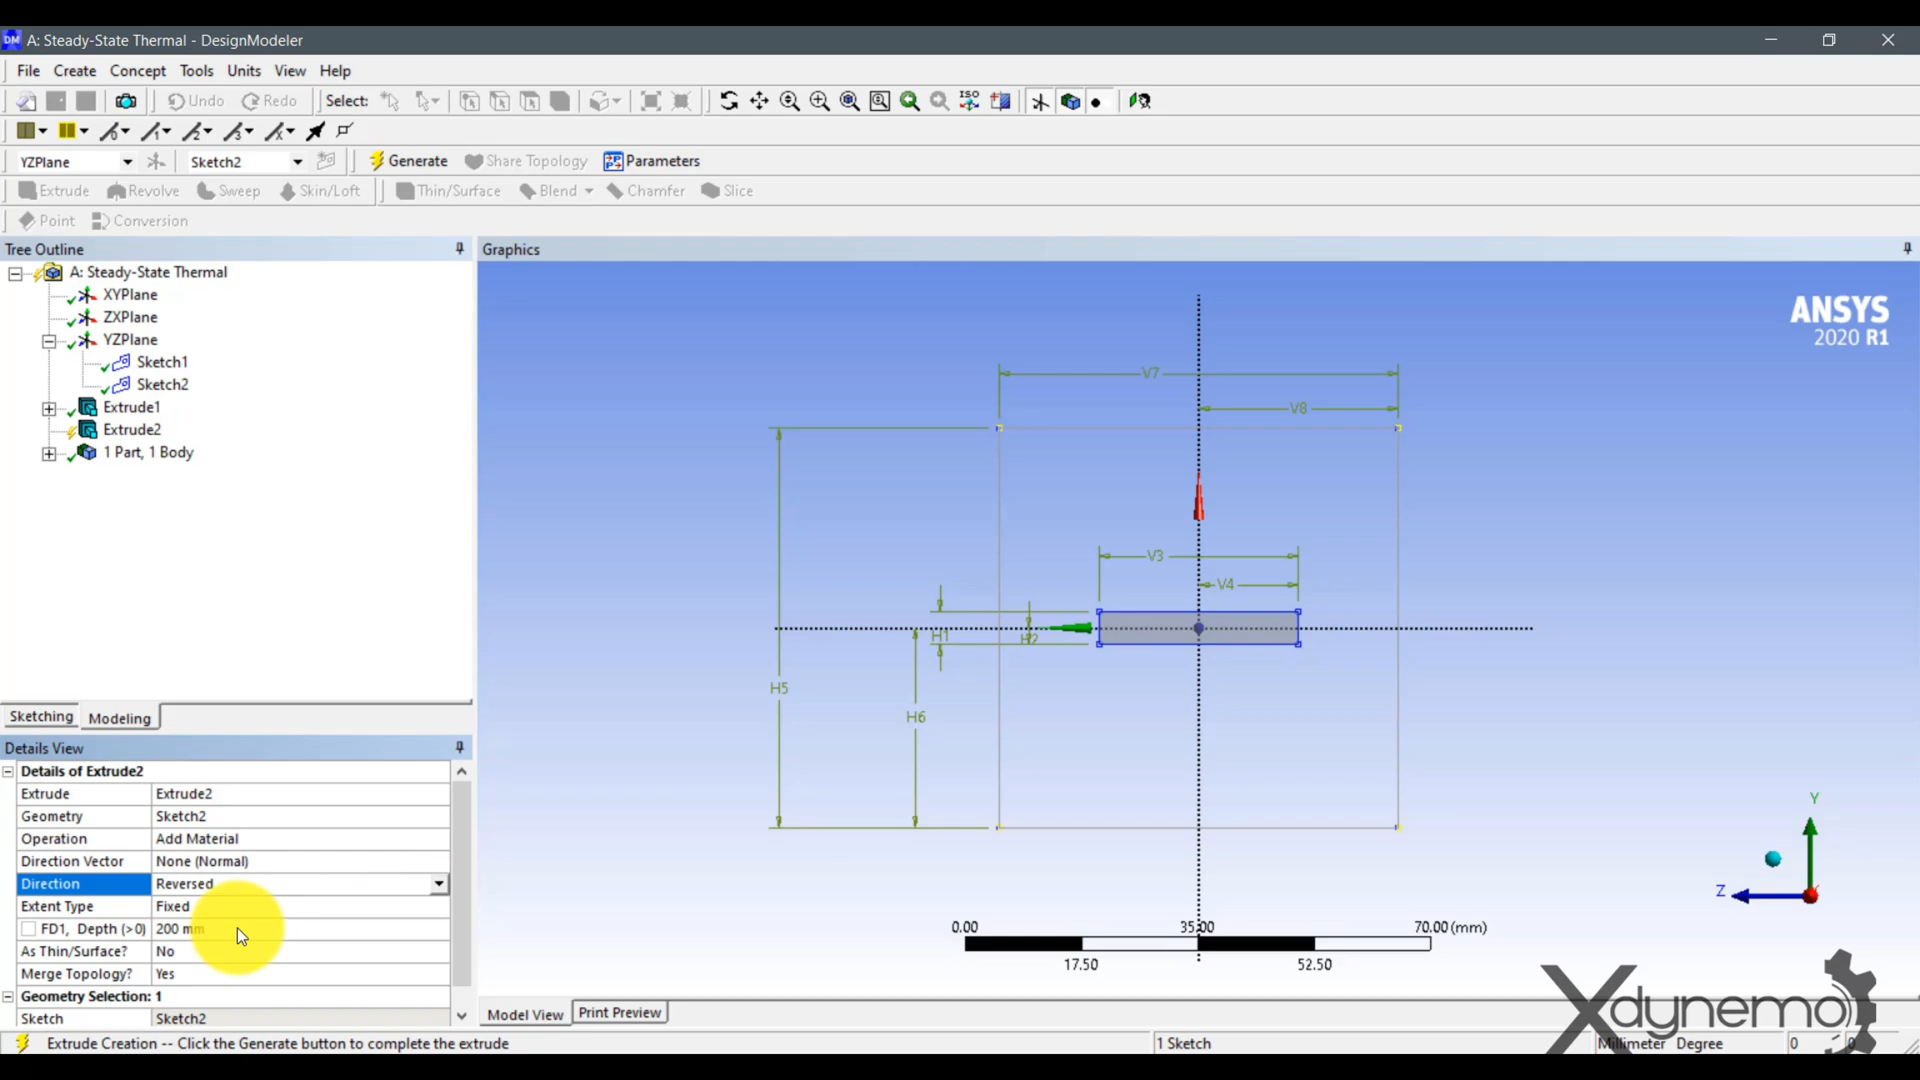 DM A: Steady-State Thermal - DesignModeler
File Create Concept Tools Units View Help
Undo Redo Select: ISO
YZPlane Sketch2 Generate Share Topology Parameters
Extrude Revolve Sweep Skin/Loft Thin/Surface Blend Chamfer Slice
Point Conversion
Tree Outline
A: Steady-State Thermal
XYPlane
ZXPlane
YZPlane
Sketch1
Sketch2
Extrude1
Extrude2
1 Part, 1 Body
Sketching Modeling
Details View
Details of Extrude2
Extrude Extrude2
Geometry Sketch2
Operation Add Material
Direction Vector None (Normal)
Direction Reversed
Extent Type Fixed
FD1, Depth (>0) 200 mm
As Thin/Surface? No
Merge Topology? Yes
Geometry Selection: 1
Sketch Sketch2
Graphics
ANSYS
2020 R1
V7
V8
V3
V4
H1
H2
H5
H6
Y
Z
0.00 35.00 70.00 (mm)
17.50 52.50
Xdynemo
Model View Print Preview
Extrude Creation -- Click the Generate button to complete the extrude 1 Sketch Millimeter Degree 0 0